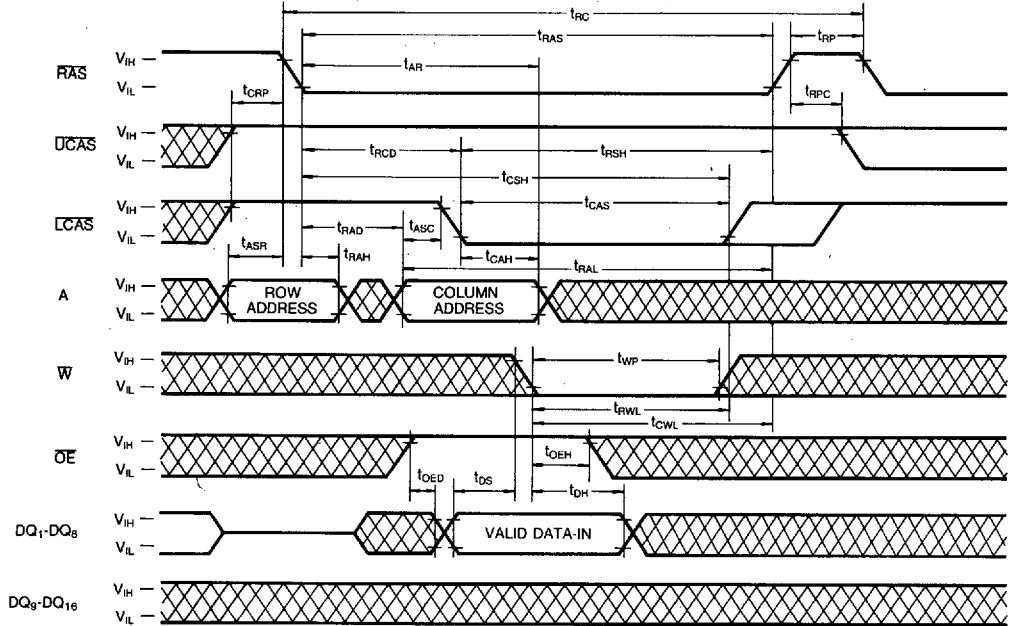 tRC
tRAS
tRP
RAS VIH
tAR
VIL
tCRP
tRPC
UCAS VIH
VIL
tRCD
tRSH
tCSH
LCAS VIH
VIL
tCAS
tRAD
tASC
tASR
tRAH
tCAH
tRAL
A VIH
VIL
ROW ADDRESS
COLUMN ADDRESS
W VIH
VIL
tWP
tRWL
tCWL
OE VIH
VIL
tOEH
tOED
tDS
tDH
DQ1-DQ8 VIH
VIL
VALID DATA-IN
DQ9-DQ16 VIH
VIL